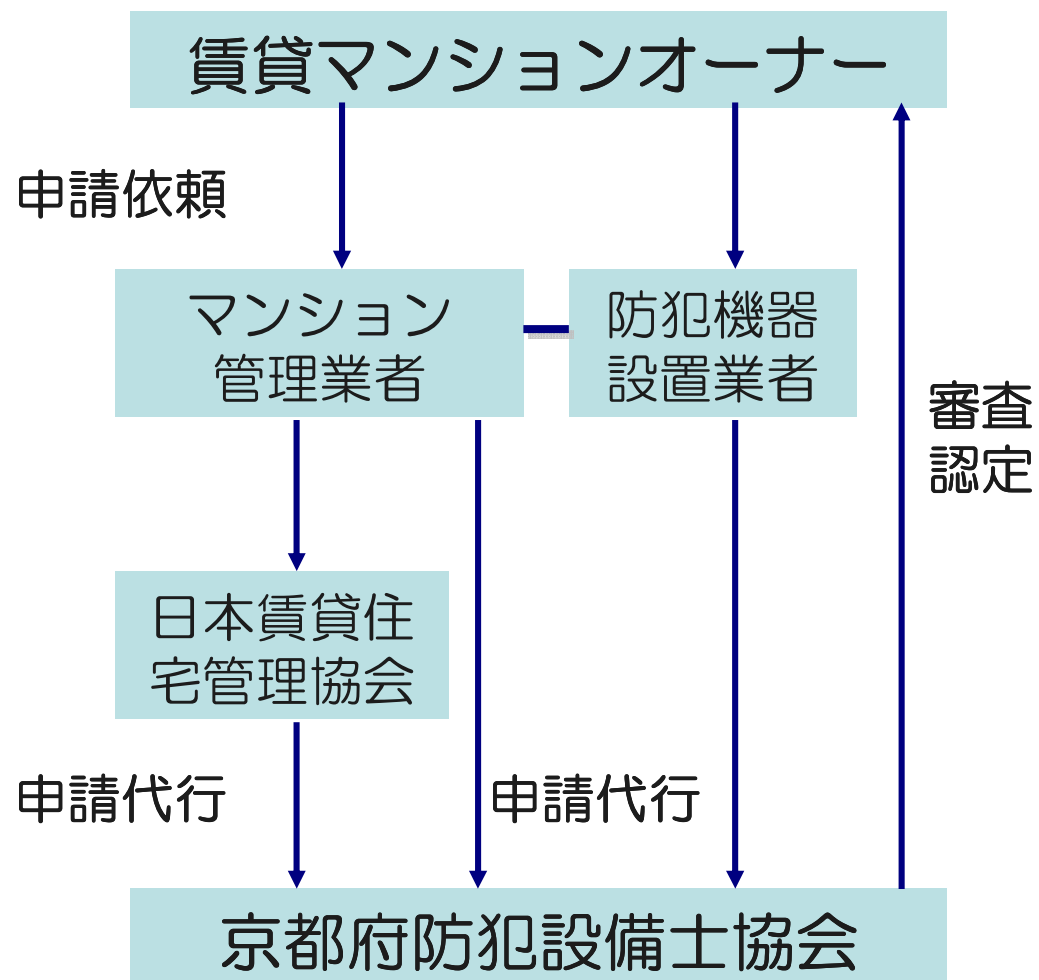 賃貸マンションオーナー
申請依頼
マンション
管理業者
防犯機器
設置業者
審査
認定
日本賃貸住
宅管理協会
申請代行
申請代行
京都府防犯設備士協会